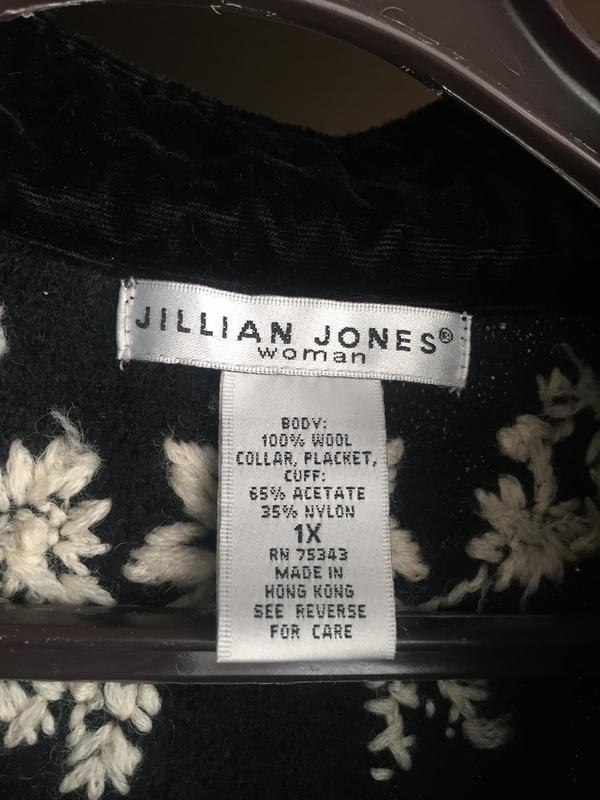 JILLIAN JONES®
woman
BODY:
100% WOOL
COLLAR, PLACKET,
CUFF:
65% ACETATE
35% NYLON
1X
RN 75343
MADE IN
HONG KONG
SEE REVERSE
FOR CARE